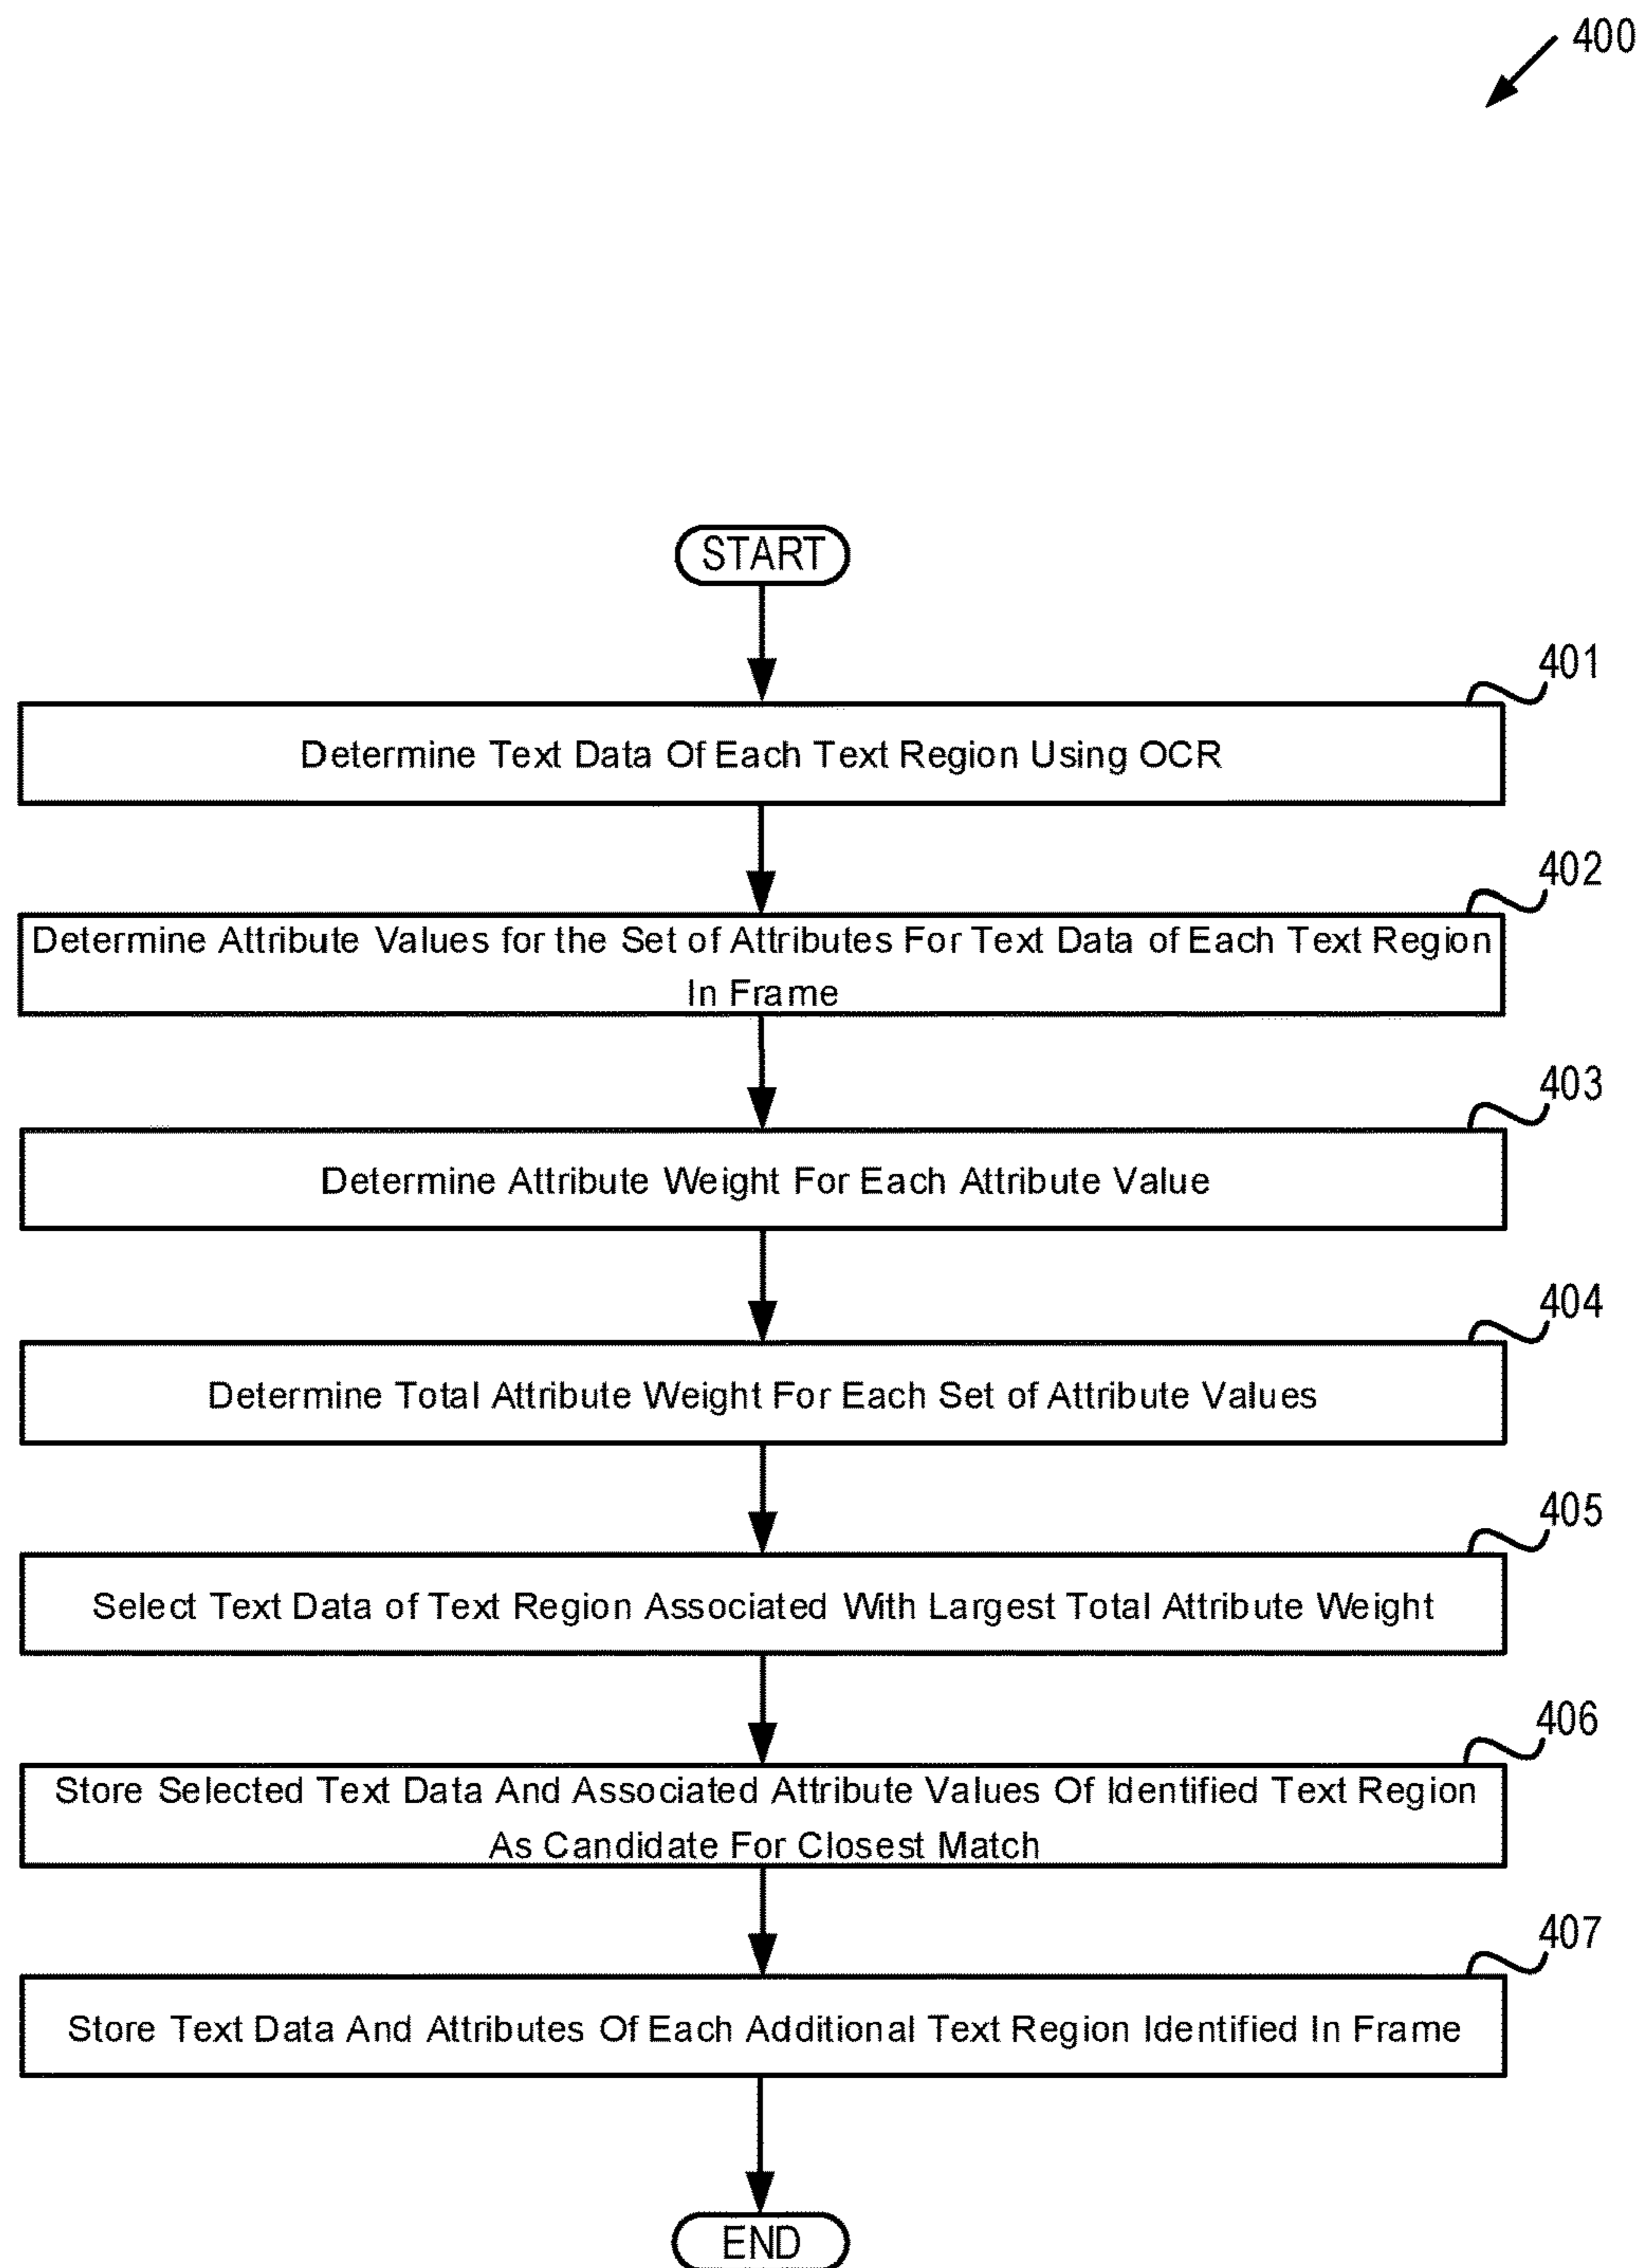 400
START
401
Determine Text Data Of Each Text Region Using OCR
402
Determine Attribute Values for the Set of Attributes For Text Data of Each Text Region
In Frame
403
Determine Attribute Weight For Each Attribute Value
404
Determine Total Attribute Weight For Each Set of Attribute Values
405
Select Text Data of Text Region Associated With Largest Total Attribute Weight
406
Store Selected Text Data And Associated Attribute Values Of Identified Text Region
As Candidate For Closest Match
407
Store Text Data And Attributes Of Each Additional Text Region Identified In Frame
END